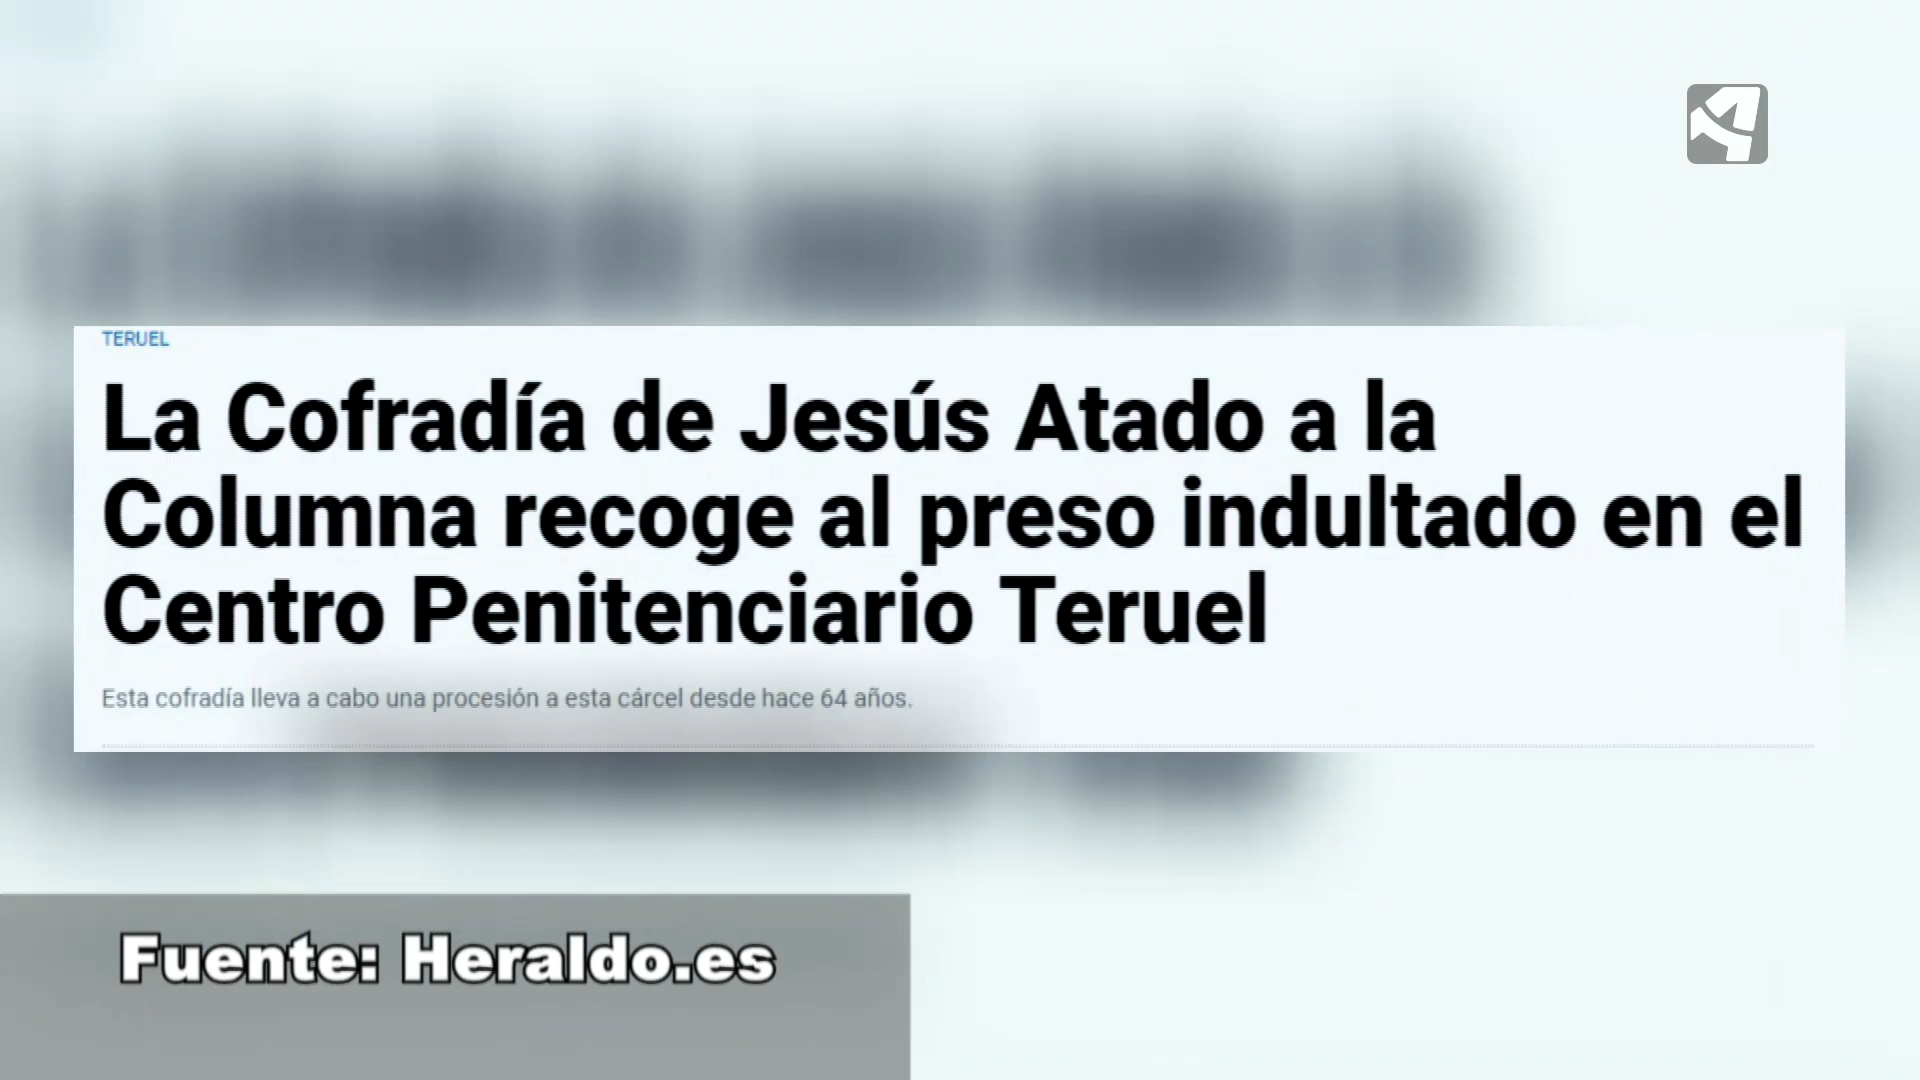 TERUEL
La Cofradía de Jesús Atado a la
Columna recoge al preso indultado en el
Centro Penitenciario Teruel
Esta cofradía lleva a cabo una procesión a esta cárcel desde hace 64 años.
Fuente: Heraldo.es